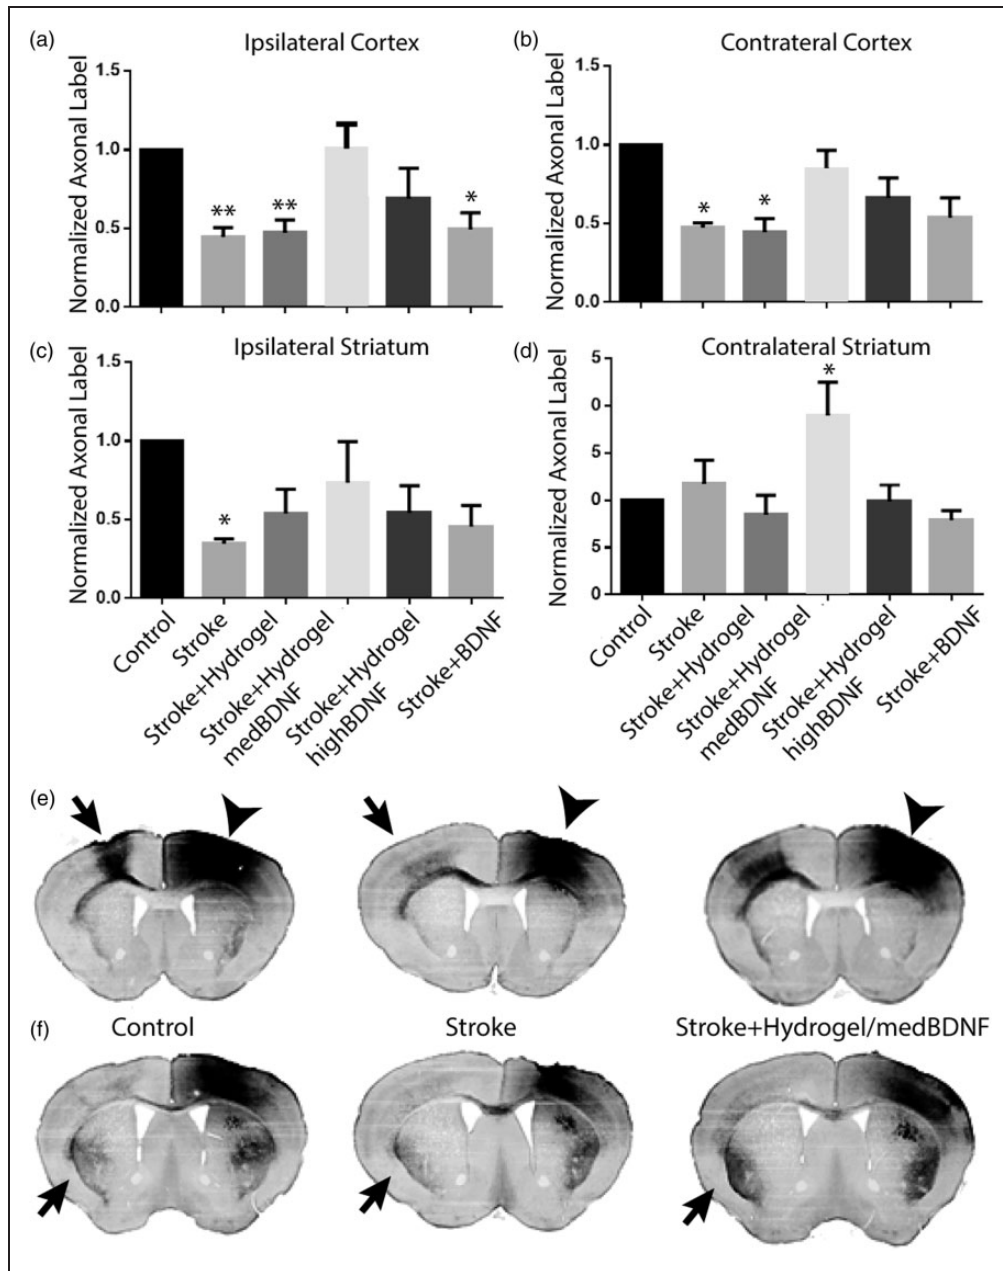 (a) Ipsilateral Cortex
Normalized Axonal Label
1.5
1.0
0.5
0.0
**
**
*
(b) Contrateral Cortex
Normalized Axonal Label
1.5
1.0
0.5
0.0
*
*
(c) Ipsilateral Striatum
Normalized Axonal Label
1.5
1.0
0.5
0.0
*
Control
Stroke
Stroke+Hydrogel
Stroke+Hydrogel
medBDNF
Stroke+Hydrogel
highBDNF
Stroke+BDNF
(d) Contralateral Striatum
Normalized Axonal Label
5
0
5
0
5
*
Control
Stroke
Stroke+Hydrogel
Stroke+Hydrogel
medBDNF
Stroke+Hydrogel
highBDNF
Stroke+BDNF
(e)
(f) Control Stroke Stroke+Hydrogel/medBDNF